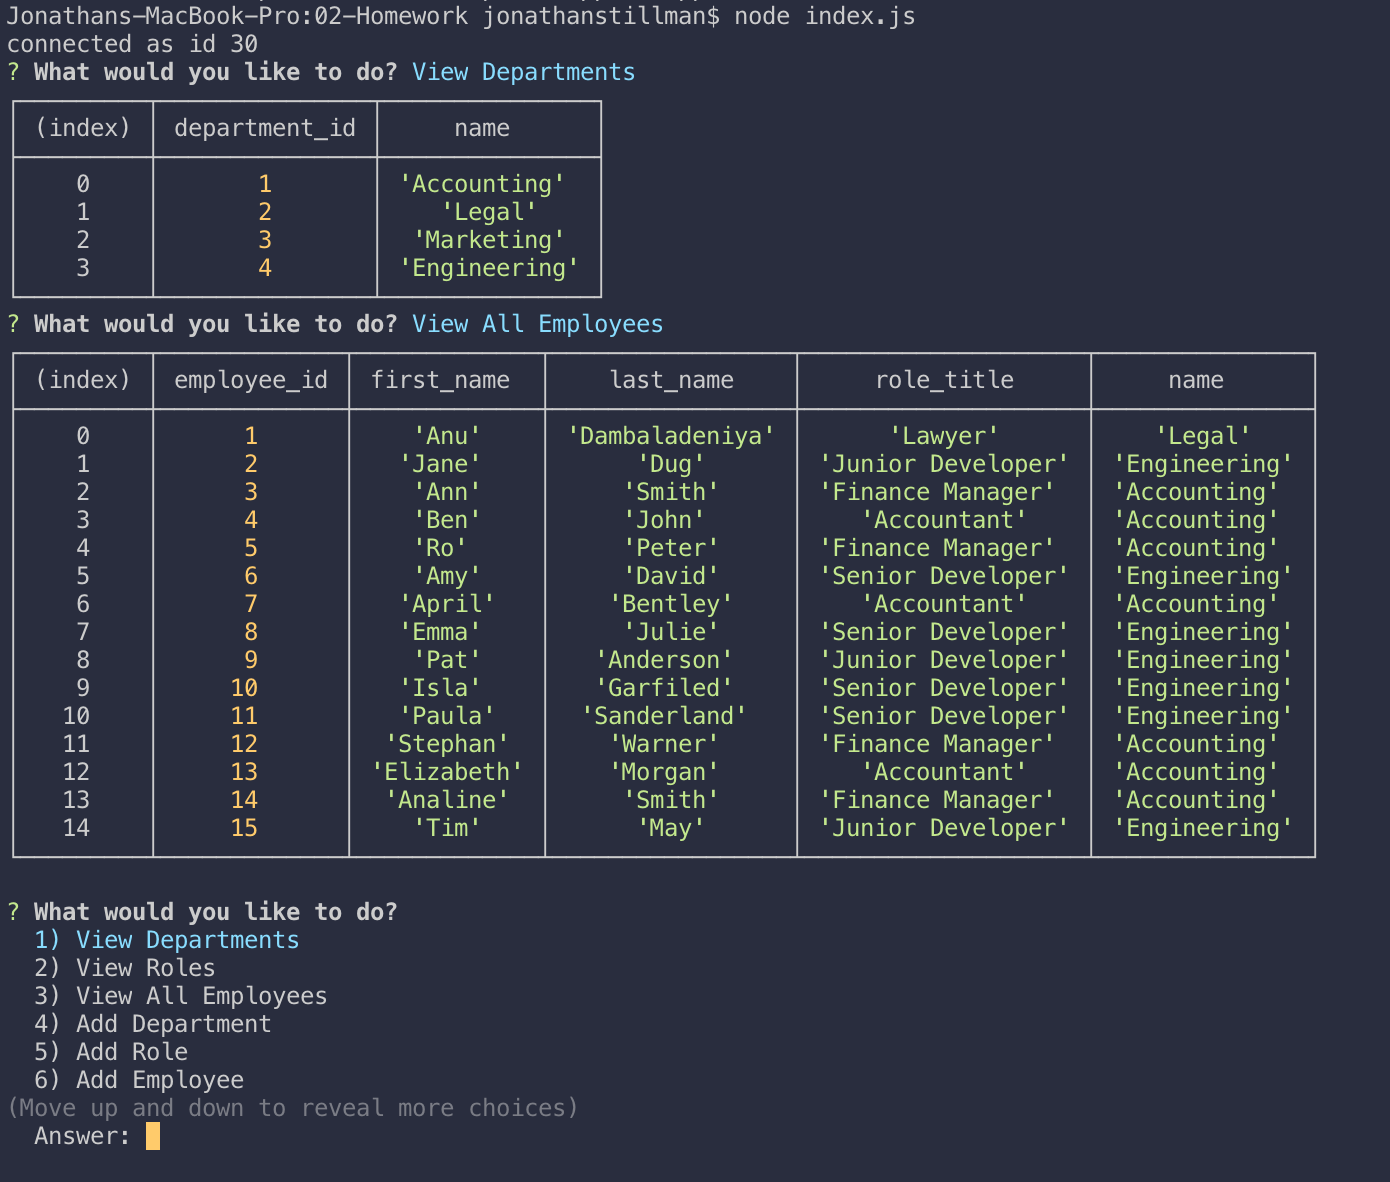 Jonathans-MacBook-Pro:02-Homework jonathanstillman$ node index.js
connected as id 30
? What would you like to do? View Departments
(index) department_id name
0 1 'Accounting'
1 2 'Legal'
2 3 'Marketing'
3 4 'Engineering'
? What would you like to do? View All Employees
(index) employee_id first_name last_name role_title name
0 1 'Anu' 'Dambaladeniya' 'Lawyer' 'Legal'
1 2 'Jane' 'Dug' 'Junior Developer' 'Engineering'
2 3 'Ann' 'Smith' 'Finance Manager' 'Accounting'
3 4 'Ben' 'John' 'Accountant' 'Accounting'
4 5 'Ro' 'Peter' 'Finance Manager' 'Accounting'
5 6 'Amy' 'David' 'Senior Developer' 'Engineering'
6 7 'April' 'Bentley' 'Accountant' 'Accounting'
7 8 'Emma' 'Julie' 'Senior Developer' 'Engineering'
8 9 'Pat' 'Anderson' 'Junior Developer' 'Engineering'
9 10 'Isla' 'Garfiled' 'Senior Developer' 'Engineering'
10 11 'Paula' 'Sanderland' 'Senior Developer' 'Engineering'
11 12 'Stephan' 'Warner' 'Finance Manager' 'Accounting'
12 13 'Elizabeth' 'Morgan' 'Accountant' 'Accounting'
13 14 'Analine' 'Smith' 'Finance Manager' 'Accounting'
14 15 'Tim' 'May' 'Junior Developer' 'Engineering'
? What would you like to do?
1) View Departments
2) View Roles
3) View All Employees
4) Add Department
5) Add Role
6) Add Employee
(Move up and down to reveal more choices)
Answer: